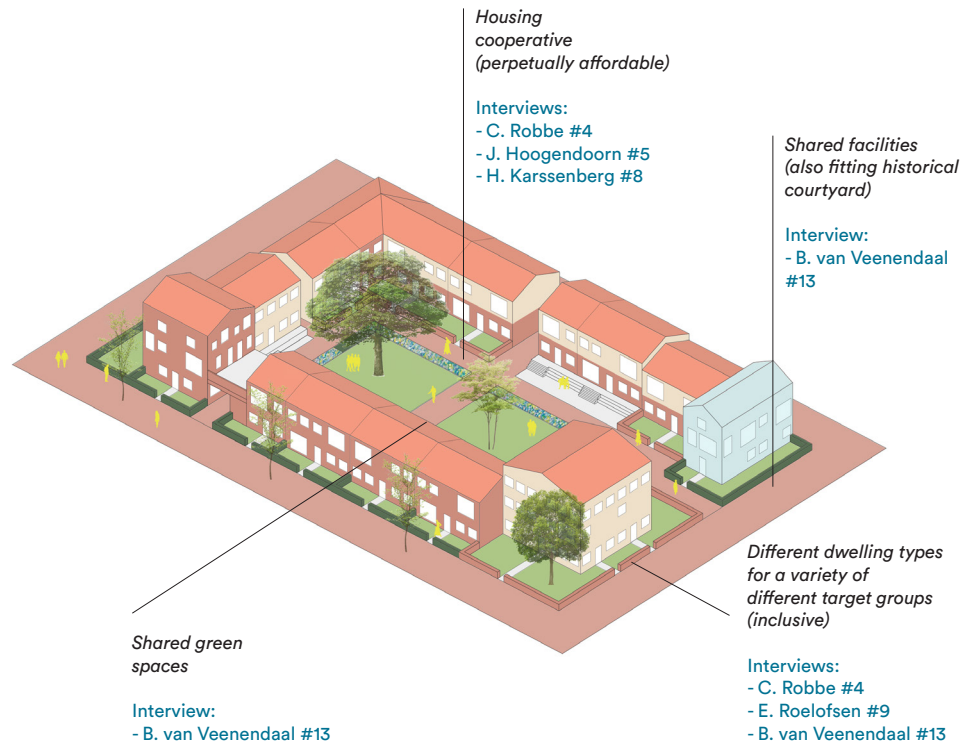 Housing
cooperative
(perpetually affordable)
Interviews:
- C. Robbe #4
- J. Hoogendoorn #5
- H. Karssenberg #8
Shared facilities
(also fitting historical
courtyard)
Interview:
- B. van Veenendaal
#13
Different dwelling types
for a variety of
different target groups
(inclusive)
Interviews:
- C. Robbe #4
- E. Roelofsen #9
- B. van Veenendaal #13
Shared green
spaces
Interview:
- B. van Veenendaal #13